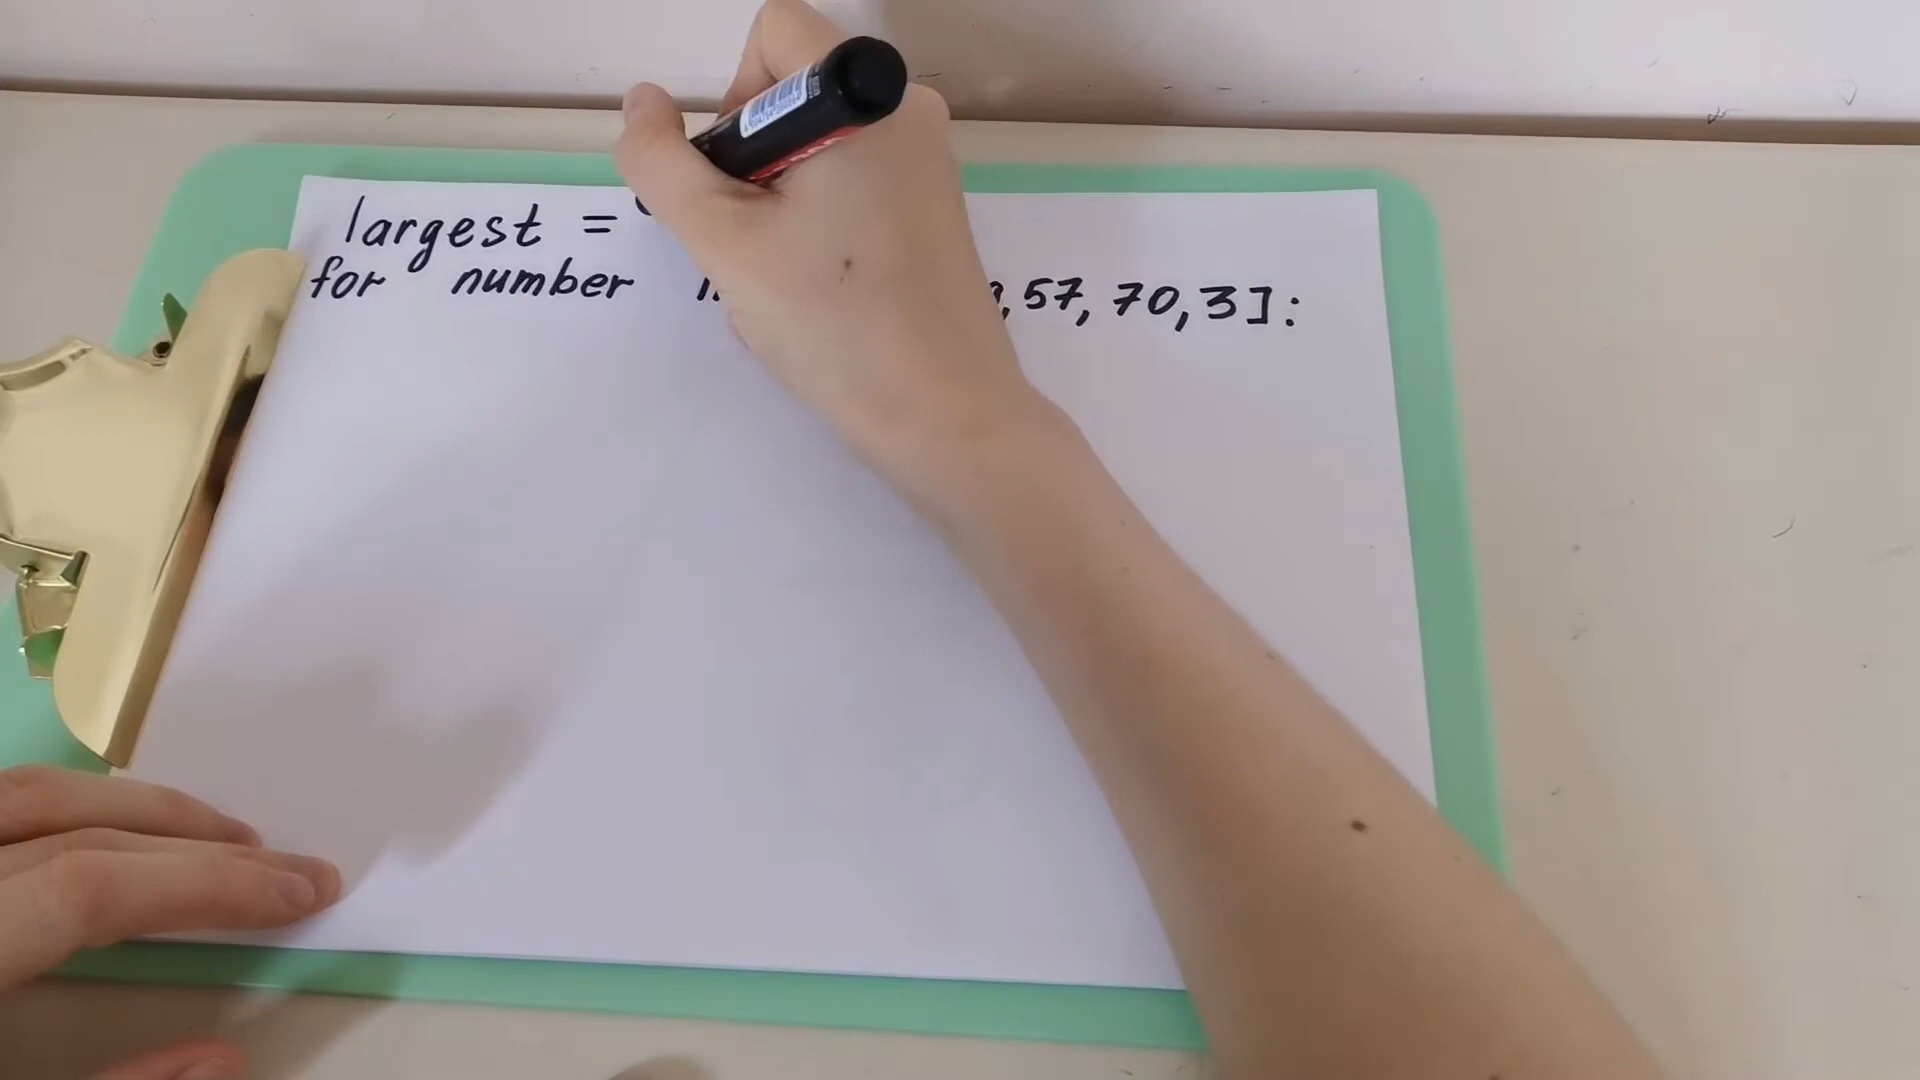 largest =
for number ,57, 70,3]: